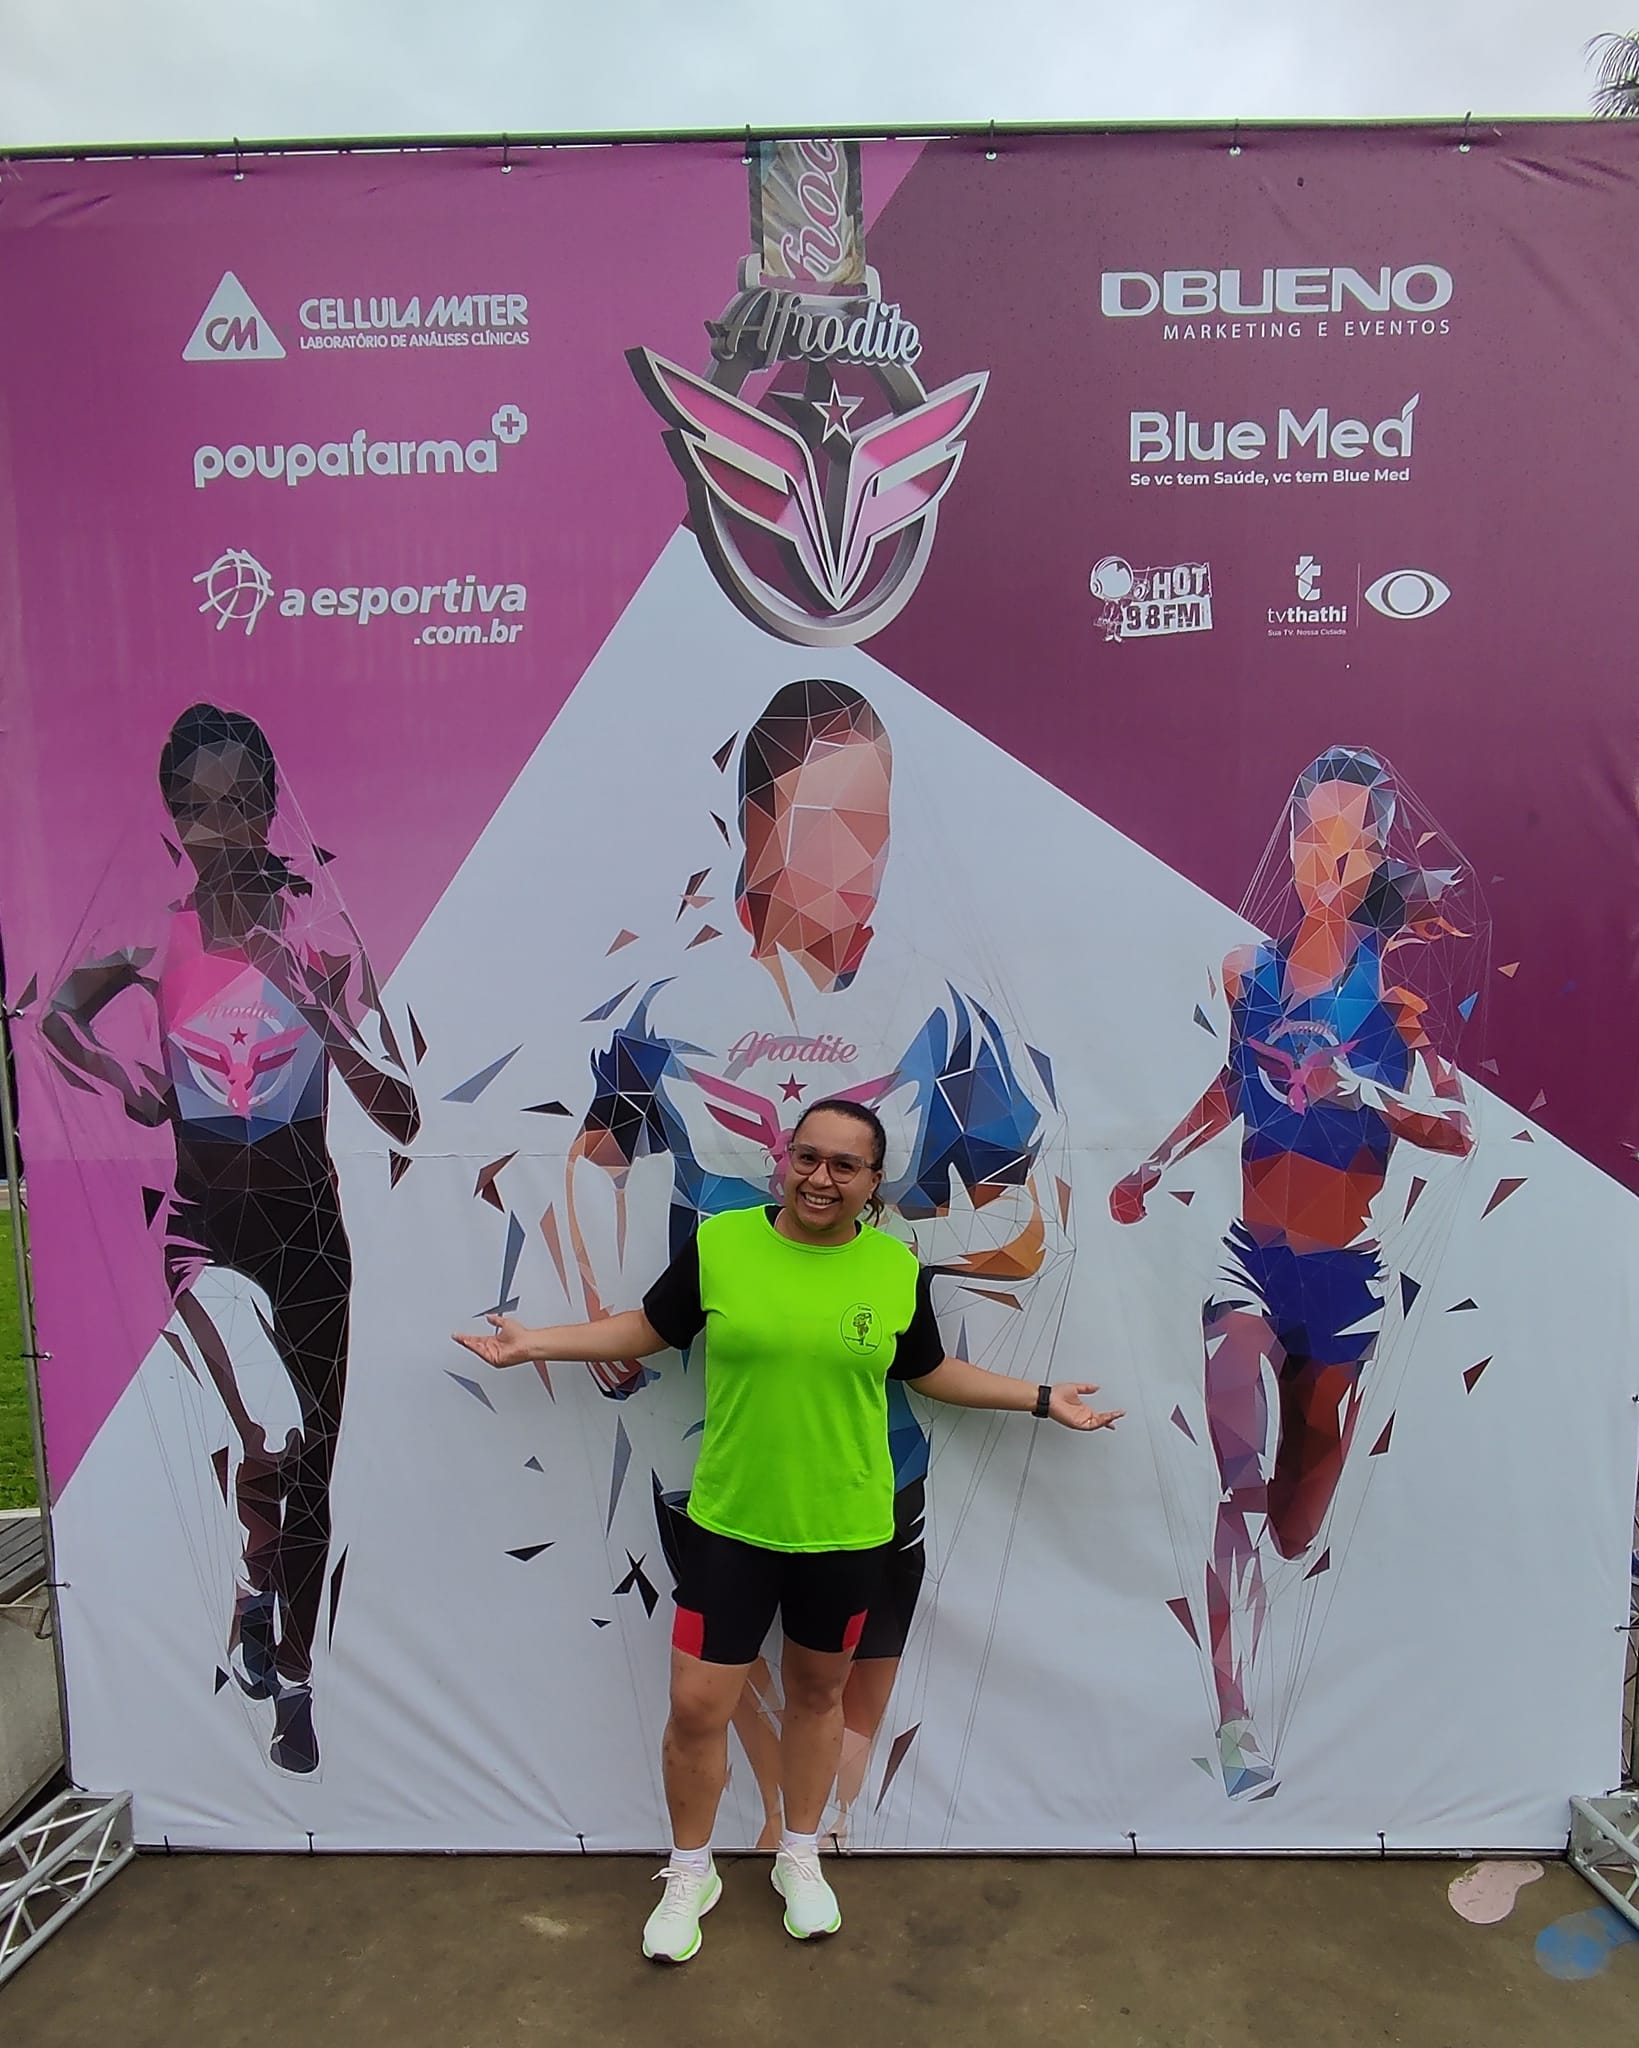 CM
CELLULA MATER
LABORATÓRIO DE ANÁLISES CLÍNICAS
poupafarma
a esportiva
.com.br
Afrodite
DBUENO
MARKETING E EVENTOS
Blue Med
Se vc tem Saúde, vc tem Blue Med
HOT
98FM
tvthathi
Sua TV. Nossa Cidade
Afrodite
Afrodite
Afrodite